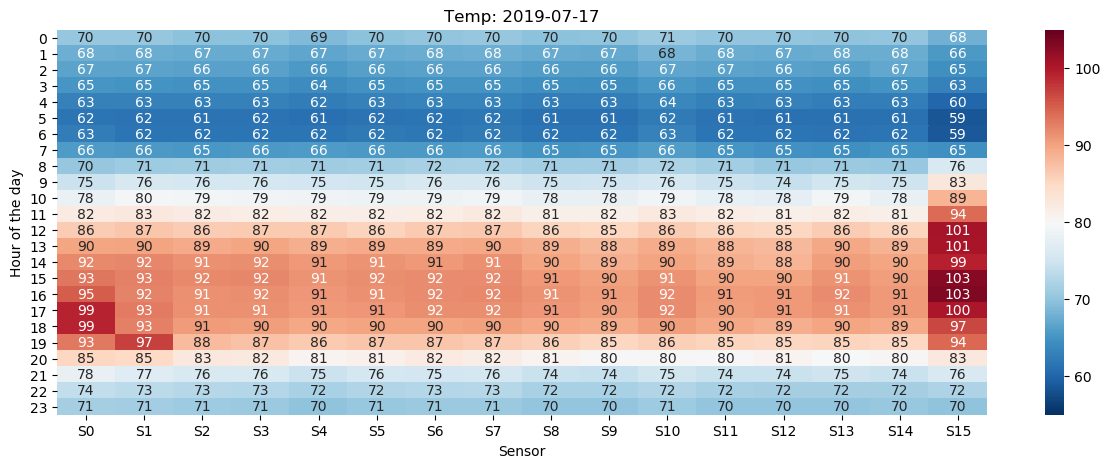 Temp: 2019-07-17
0 70 70 70 70 69 70 70 70 70 70 71 70 70 70 70 68
1 68 68 67 67 67 67 68 68 67 67 68 68 67 68 68 66
2 67 67 66 66 66 66 66 66 66 66 67 67 66 66 67 65
3 65 65 65 65 64 65 65 65 65 65 66 65 65 65 65 63
4 63 63 63 63 62 63 63 63 63 63 64 63 63 63 63 60
5 62 62 61 62 61 62 62 62 61 61 62 61 61 61 61 59
6 63 62 62 62 62 62 62 62 62 62 63 62 62 62 62 59
7 66 66 65 66 65 66 66 66 65 65 66 65 65 65 65 65
8 70 71 71 71 71 71 72 72 71 71 72 71 71 71 71 76
9 75 76 76 76 75 75 76 76 75 75 76 75 74 75 75 83
10 78 80 79 79 79 79 79 79 78 78 79 78 78 79 78 89
11 82 83 82 82 82 82 82 82 81 82 83 82 81 82 81 94
12 86 87 86 87 86 86 87 87 86 85 86 86 85 86 86 101
13 90 90 89 90 89 89 89 90 89 88 89 88 88 90 89 101
14 92 92 91 92 91 91 91 91 90 89 90 89 88 90 90 99
15 93 93 92 92 91 92 92 92 91 90 91 90 90 91 90 103
16 95 92 91 92 91 91 92 92 91 90 92 91 91 92 91 103
17 99 93 91 91 91 91 92 92 91 90 92 90 91 91 91 100
18 99 93 91 90 90 90 90 90 90 89 90 90 89 90 89 97
19 93 97 88 87 86 87 87 87 86 85 86 85 85 85 85 94
20 85 85 83 82 81 81 82 82 81 80 80 80 81 80 80 83
21 78 77 76 76 75 76 76 75 74 74 75 74 74 75 74 76
22 74 73 73 73 72 72 73 73 72 72 72 72 72 72 72 72
23 71 71 71 71 70 71 71 71 70 70 71 70 70 70 70 70
S0 S1 S2 S3 S4 S5 S6 S7 S8 S9 S10 S11 S12 S13 S14 S15
Sensor
Hour of the day
100
90
80
70
60